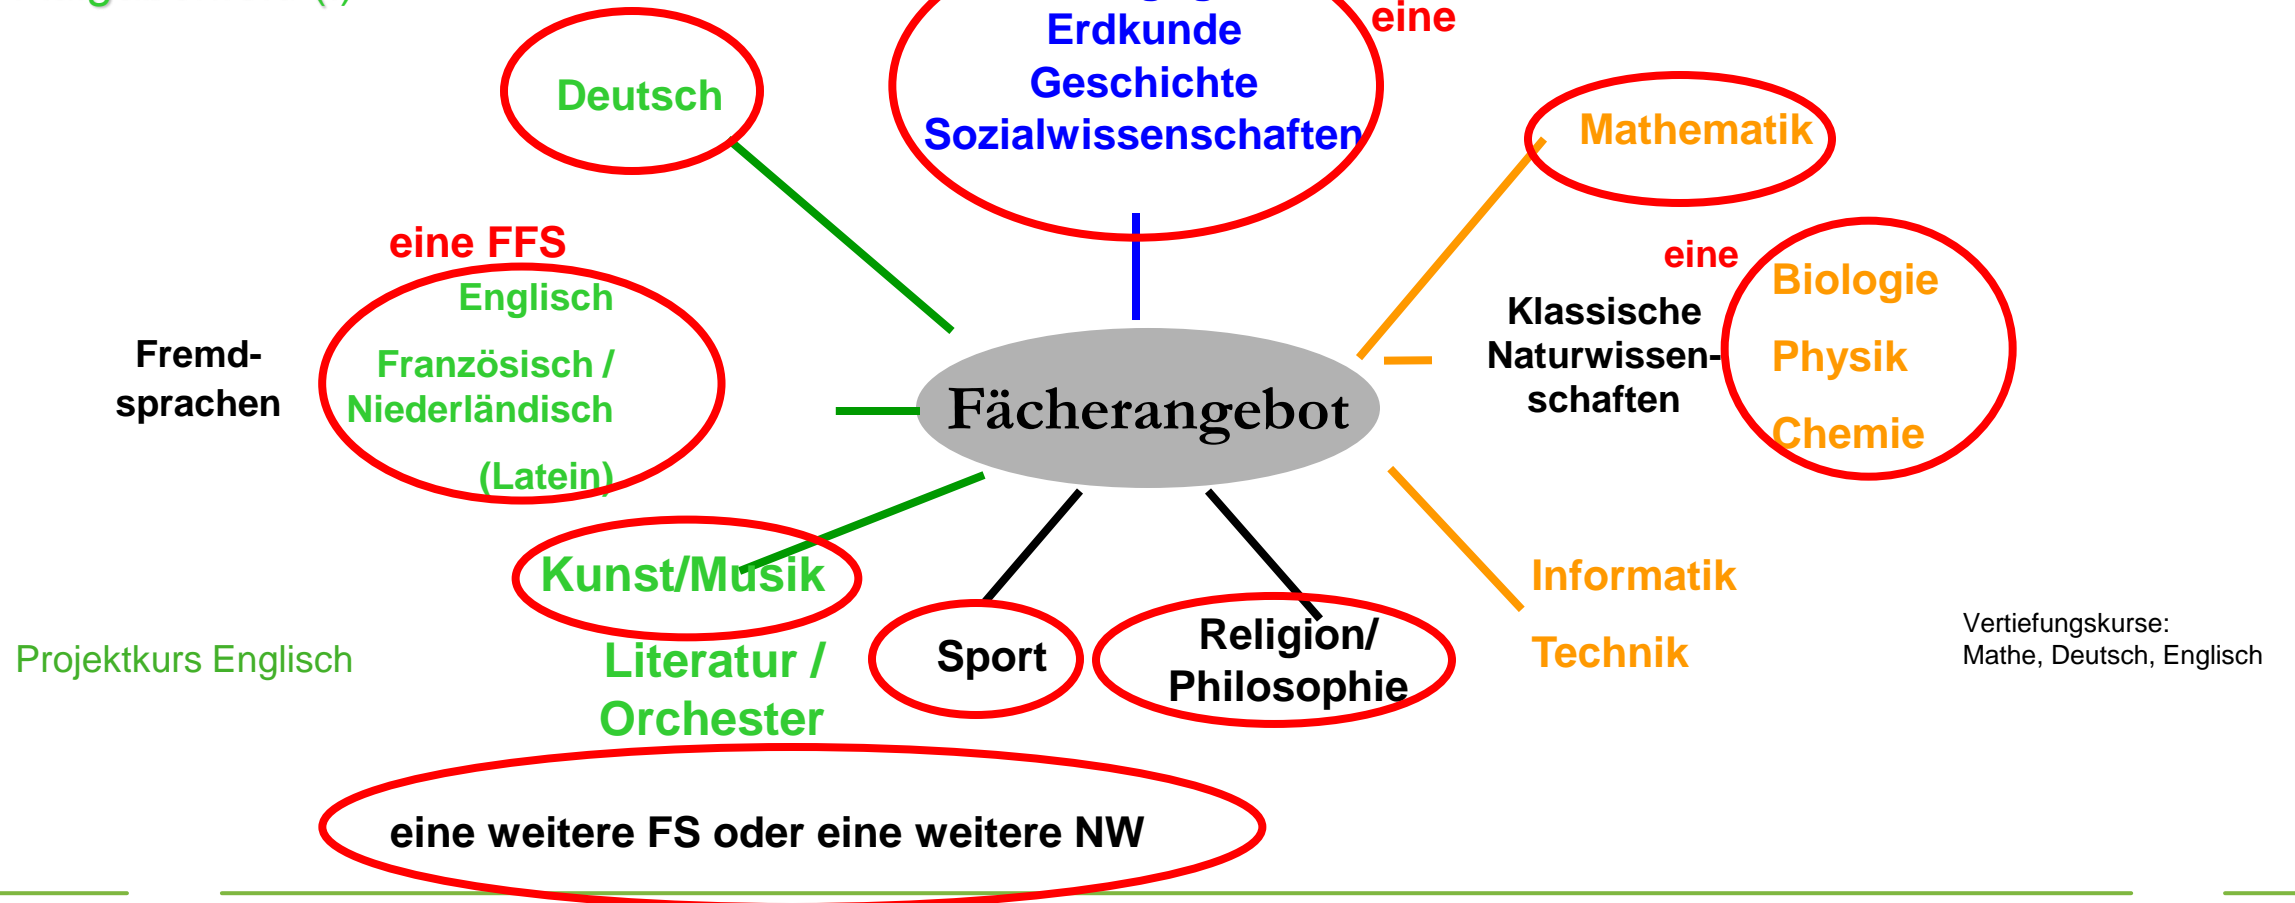 eine
Erdkunde
Geschichte
Sozialwissenschaften
Deutsch
Mathematik
eine FFS
Englisch
Französisch /
Niederländisch
(Latein)
Fremd-
sprachen
Fächerangebot
eine
Klassische
Naturwissen-
schaften
Biologie
Physik
Chemie
Kunst/Musik
Literatur /
Orchester
Projektkurs Englisch
Sport
Religion/
Philosophie
Informatik
Technik
Vertiefungskurse:
Mathe, Deutsch, Englisch
eine weitere FS oder eine weitere NW